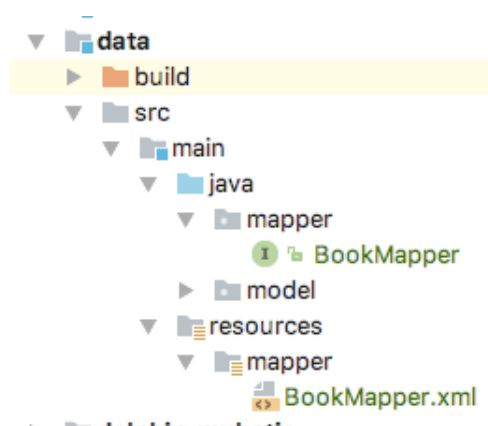 data
build
src
main
java
mapper
I BookMapper
model
resources
mapper
<> BookMapper.xml